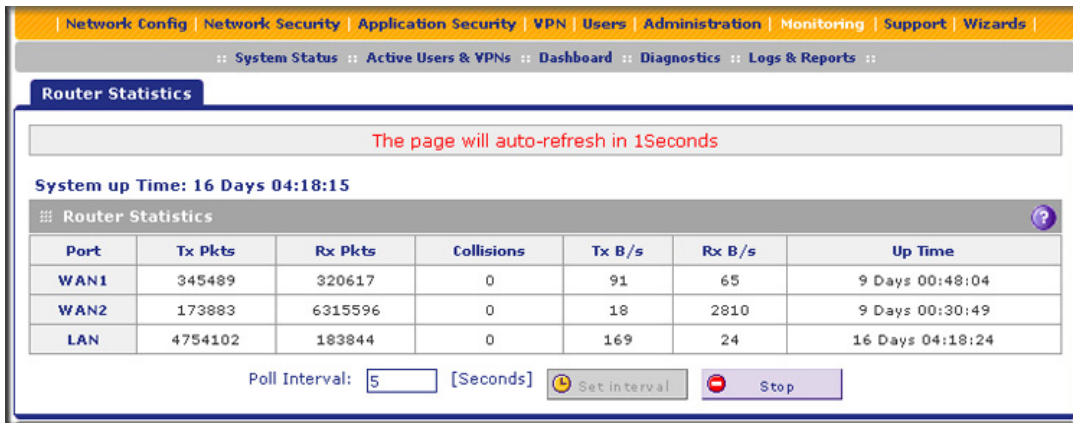 | Network Config | Network Security | Application Security | VPN | Users | Administration | Monitoring | Support | Wizards |
:: System Status :: Active Users & VPNs :: Dashboard :: Diagnostics :: Logs & Reports ::
Router Statistics
The page will auto-refresh in 1Seconds
System up Time: 16 Days 04:18:15
Router Statistics ?
Port Tx Pkts Rx Pkts Collisions Tx B/s Rx B/s Up Time
WAN1 345489 320617 0 91 65 9 Days 00:48:04
WAN2 173883 6315596 0 18 2810 9 Days 00:30:49
LAN 4754102 183844 0 169 24 16 Days 04:18:24
Poll Interval: 5 [Seconds] Set interval Stop